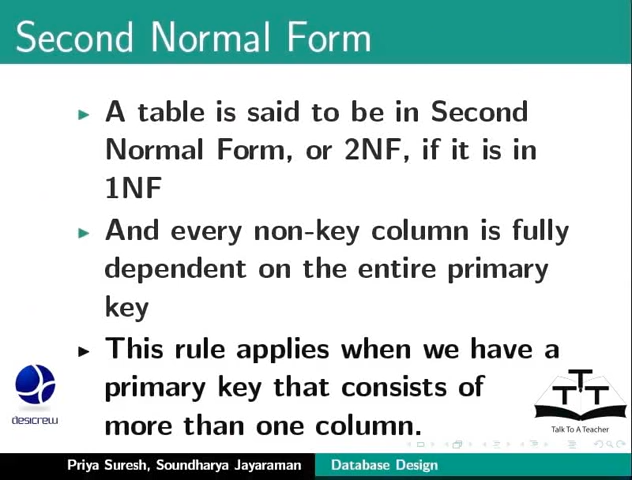 Second Normal Form
A table is said to be in Second
Normal Form, or 2NF, if it is in
1NF
And every non-key column is fully
dependent on the entire primary
key
This rule applies when we have a
primary key that consists of
more than one column.
desicrew
TTT
Talk To A Teacher
Priya Suresh, Soundharya Jayaraman Database Design